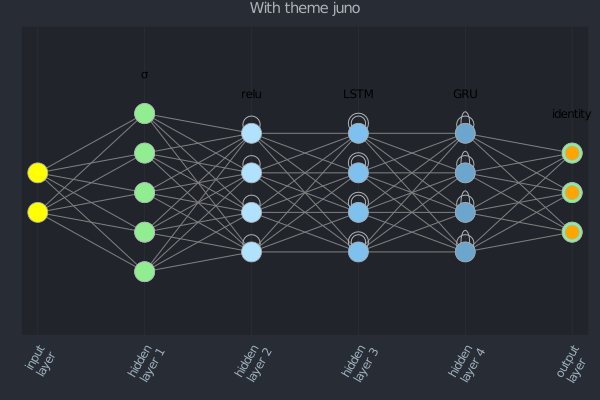 With theme juno
σ
relu
LSTM
GRU
identity
input
layer
hidden
layer 1
hidden
layer 2
hidden
layer 3
hidden
layer 4
output
layer